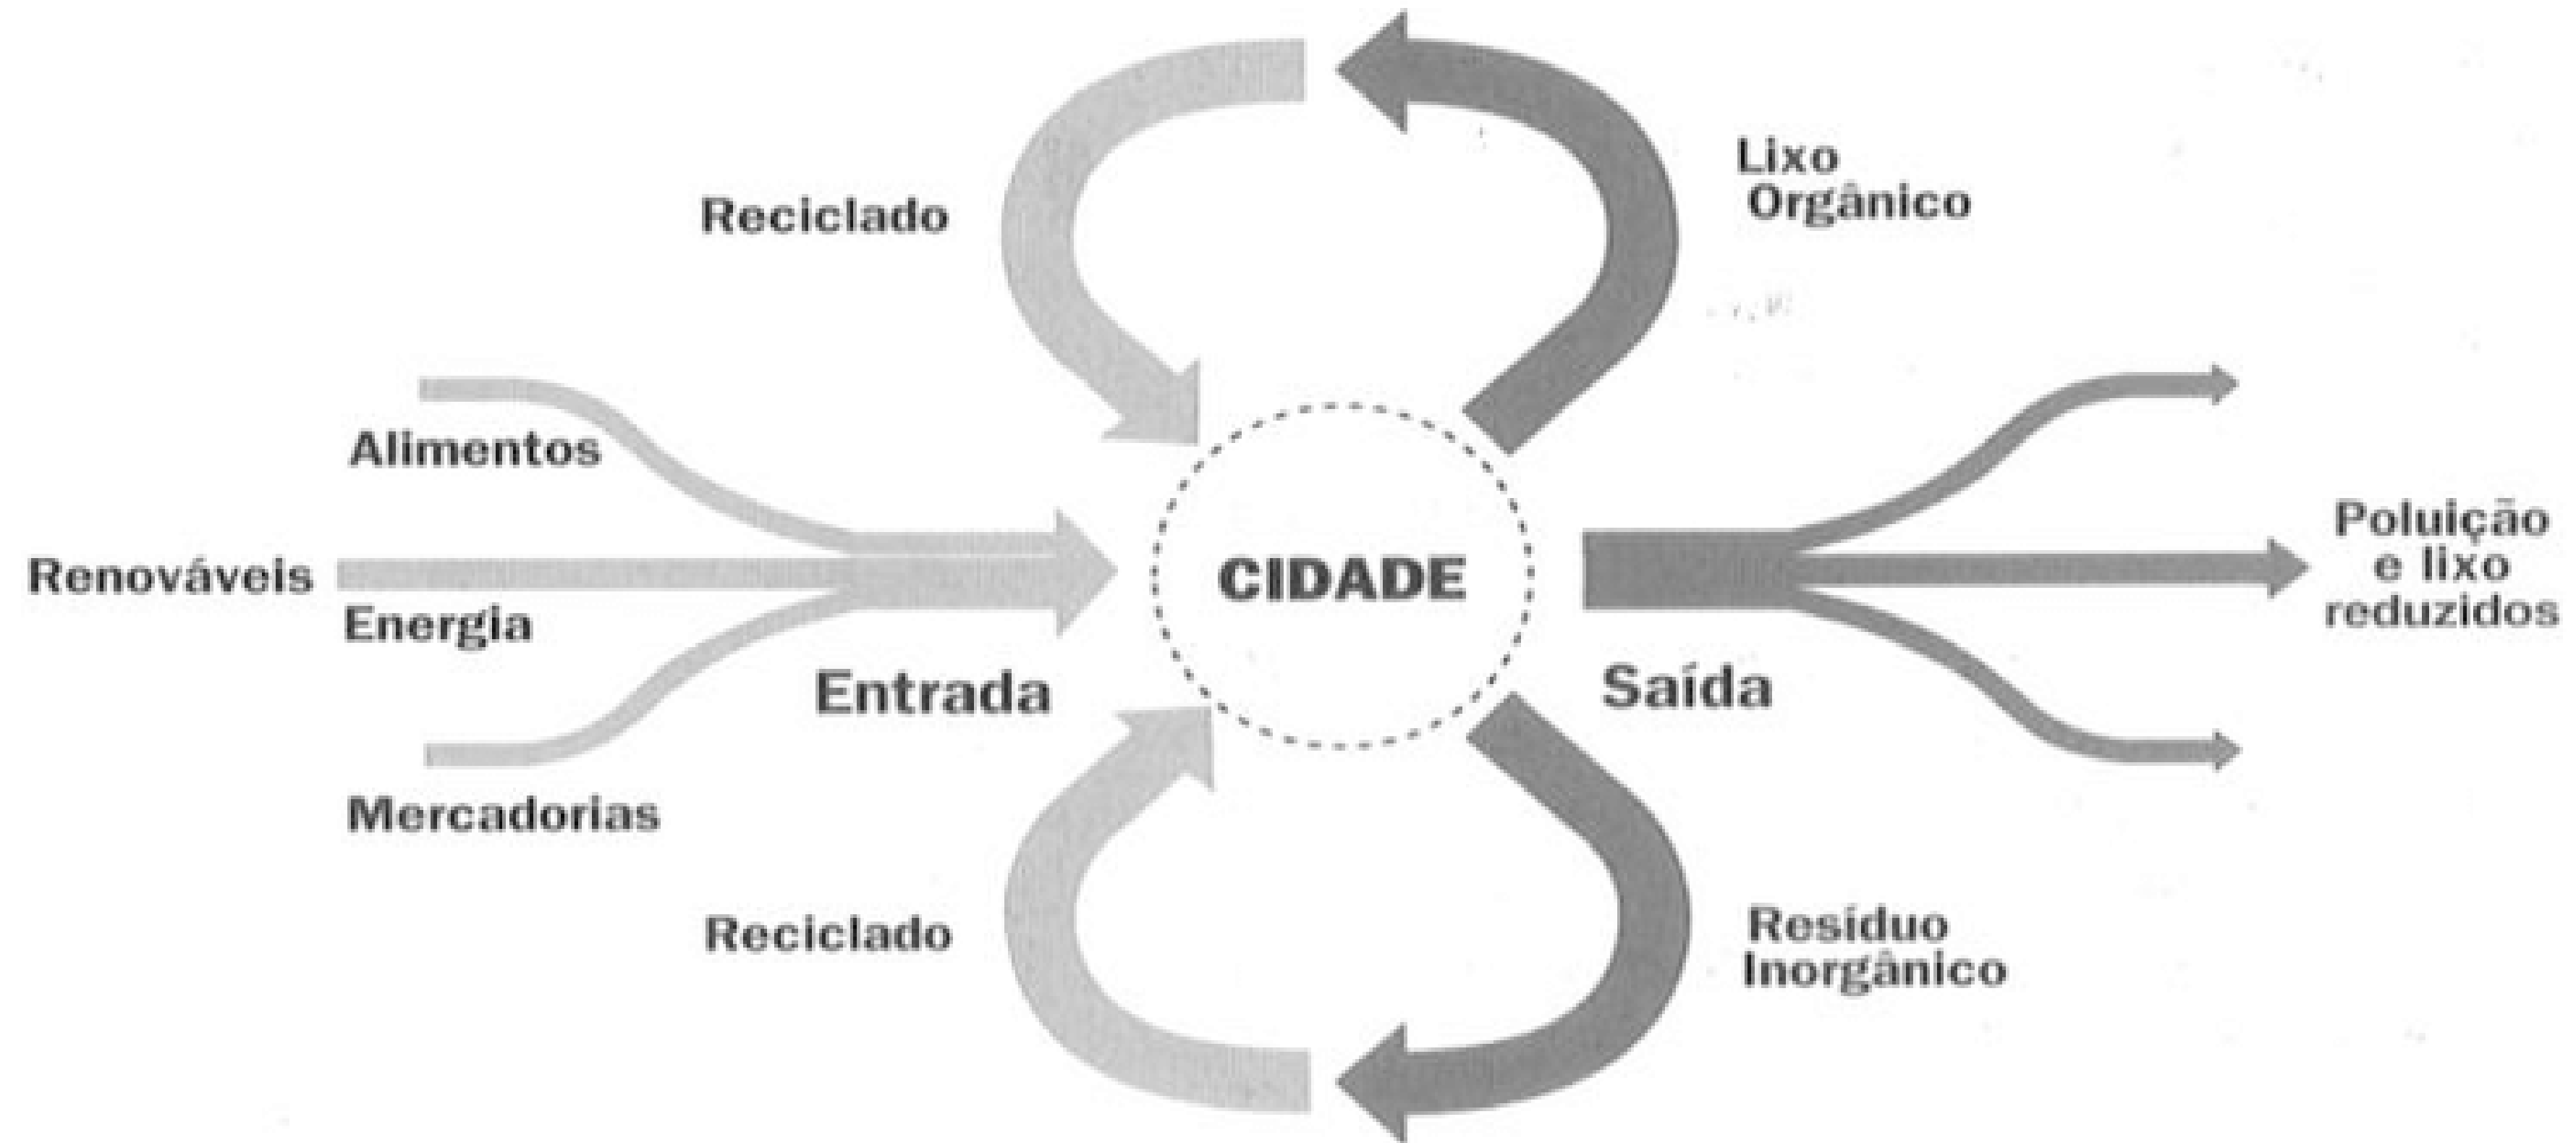 Reciclado
Lixo
Orgânico
Alimentos
Renováveis
Energia
Mercadorias
Entrada
CIDADE
Saída
Poluição
e lixo
reduzidos
Reciclado
Resíduo
Inorgânico